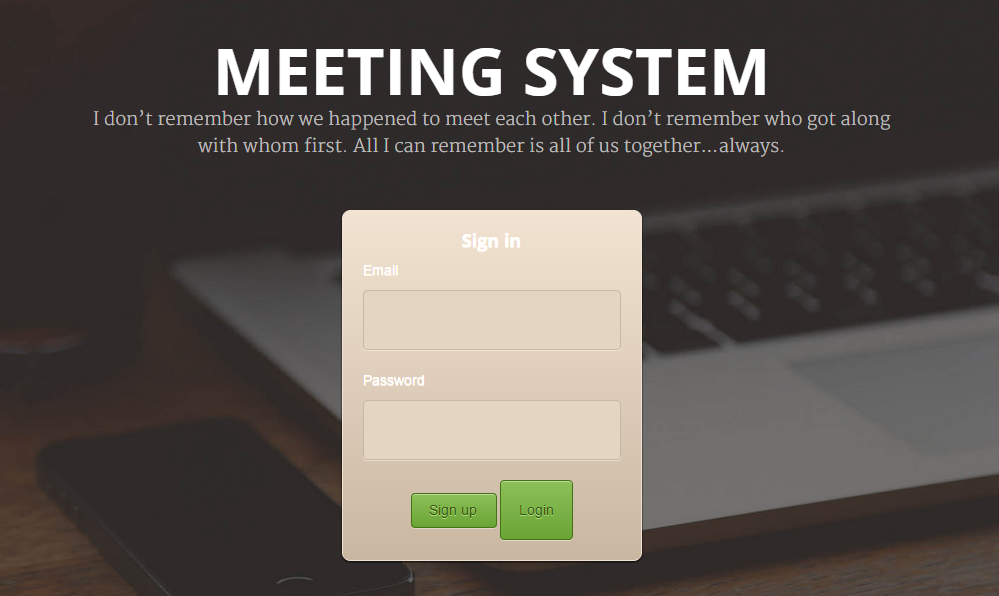 MEETING SYSTEM
I don’t remember how we happened to meet each other. I don’t remember who got along
with whom first. All I can remember is all of us together...always.
Sign in
Email
Password
Sign up Login